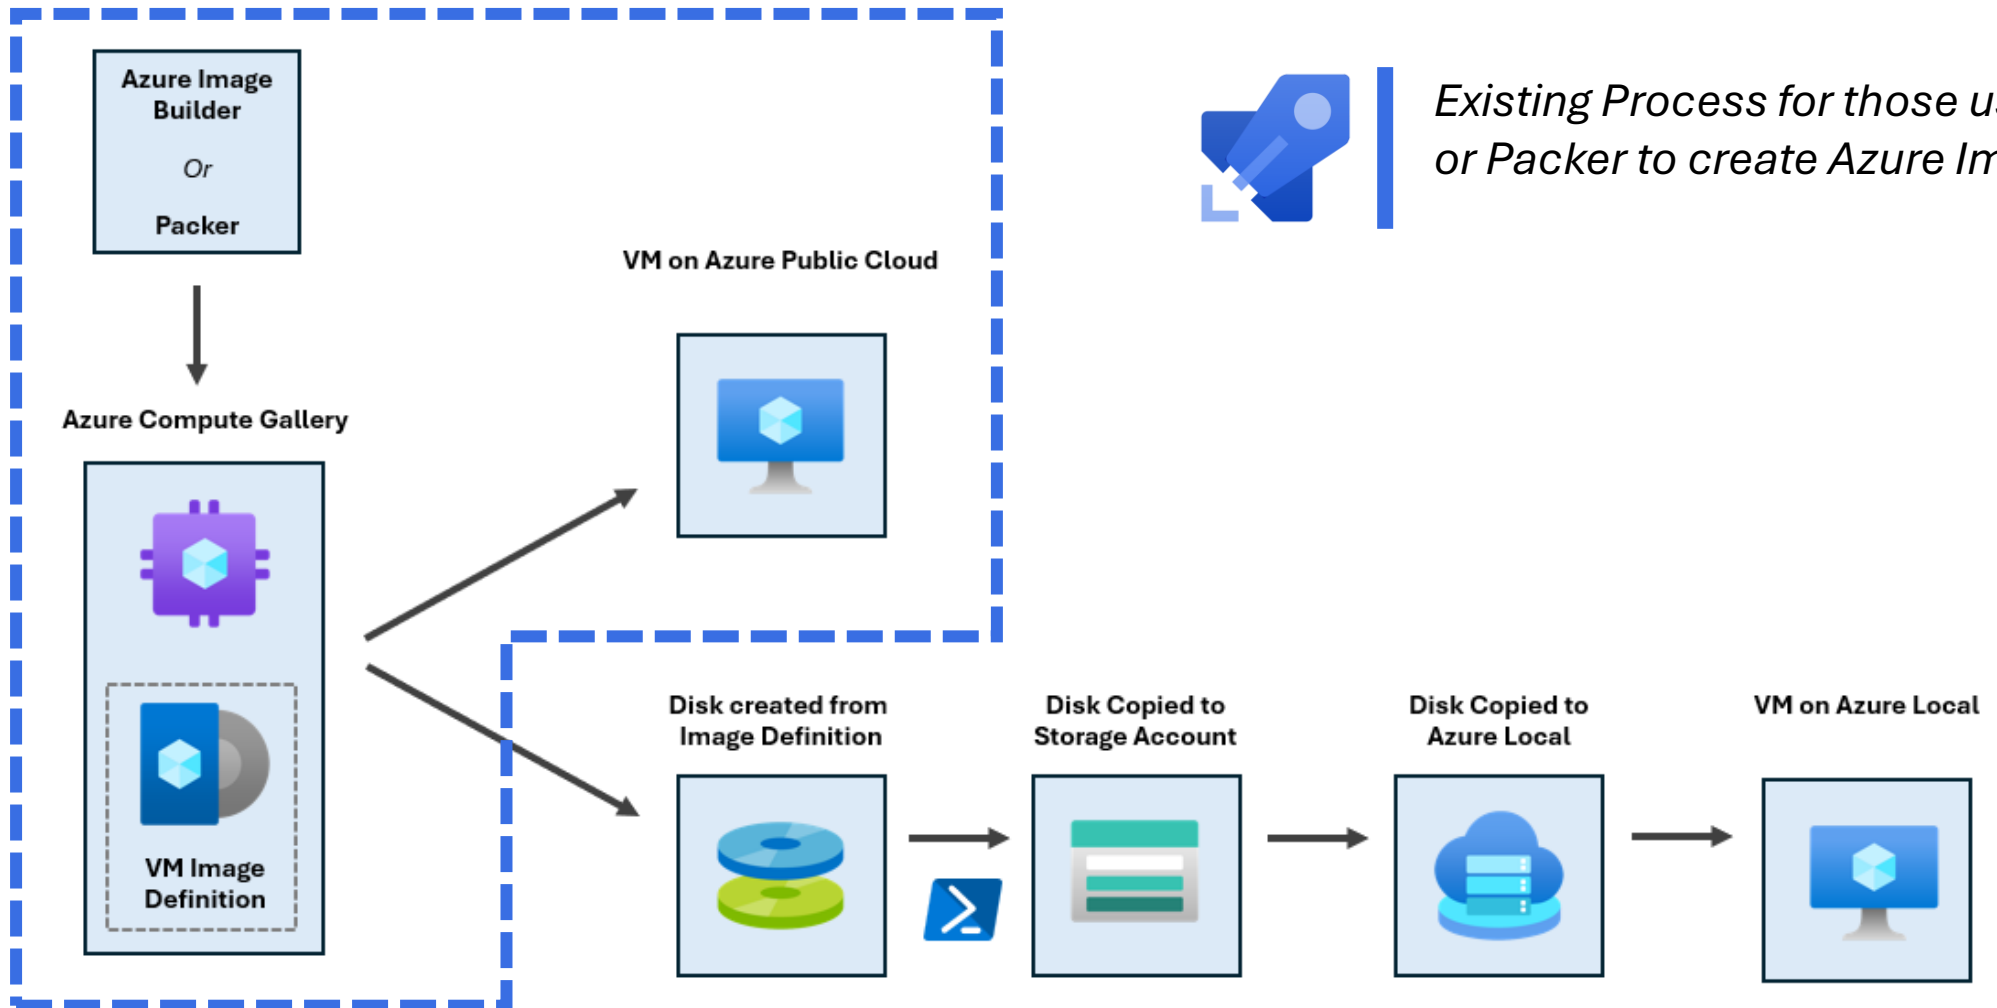 Azure Image
Builder
Or
Packer
Existing Process for those
or Packer to create Azure
VM on Azure Public Cloud
Azure Compute Gallery
VM Image
Definition
Disk created from
Image Definition
Disk Copied to
Storage Account
Disk Copied to
Azure Local
VM on Azure Local